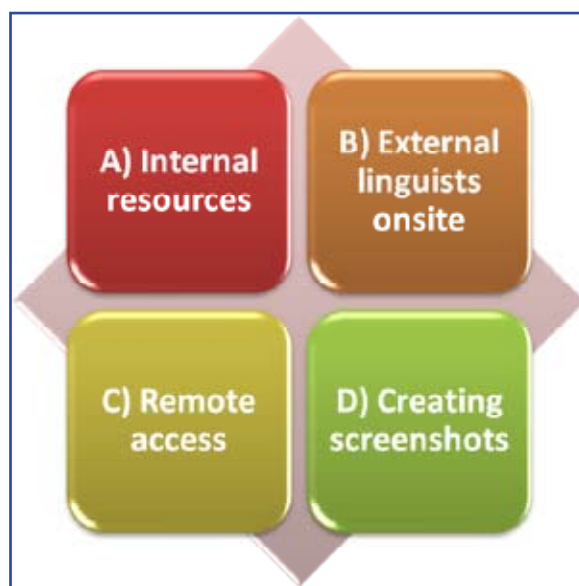 A) Internal
resources
B) External
linguists
onsite
C) Remote
access
D) Creating
screenshots